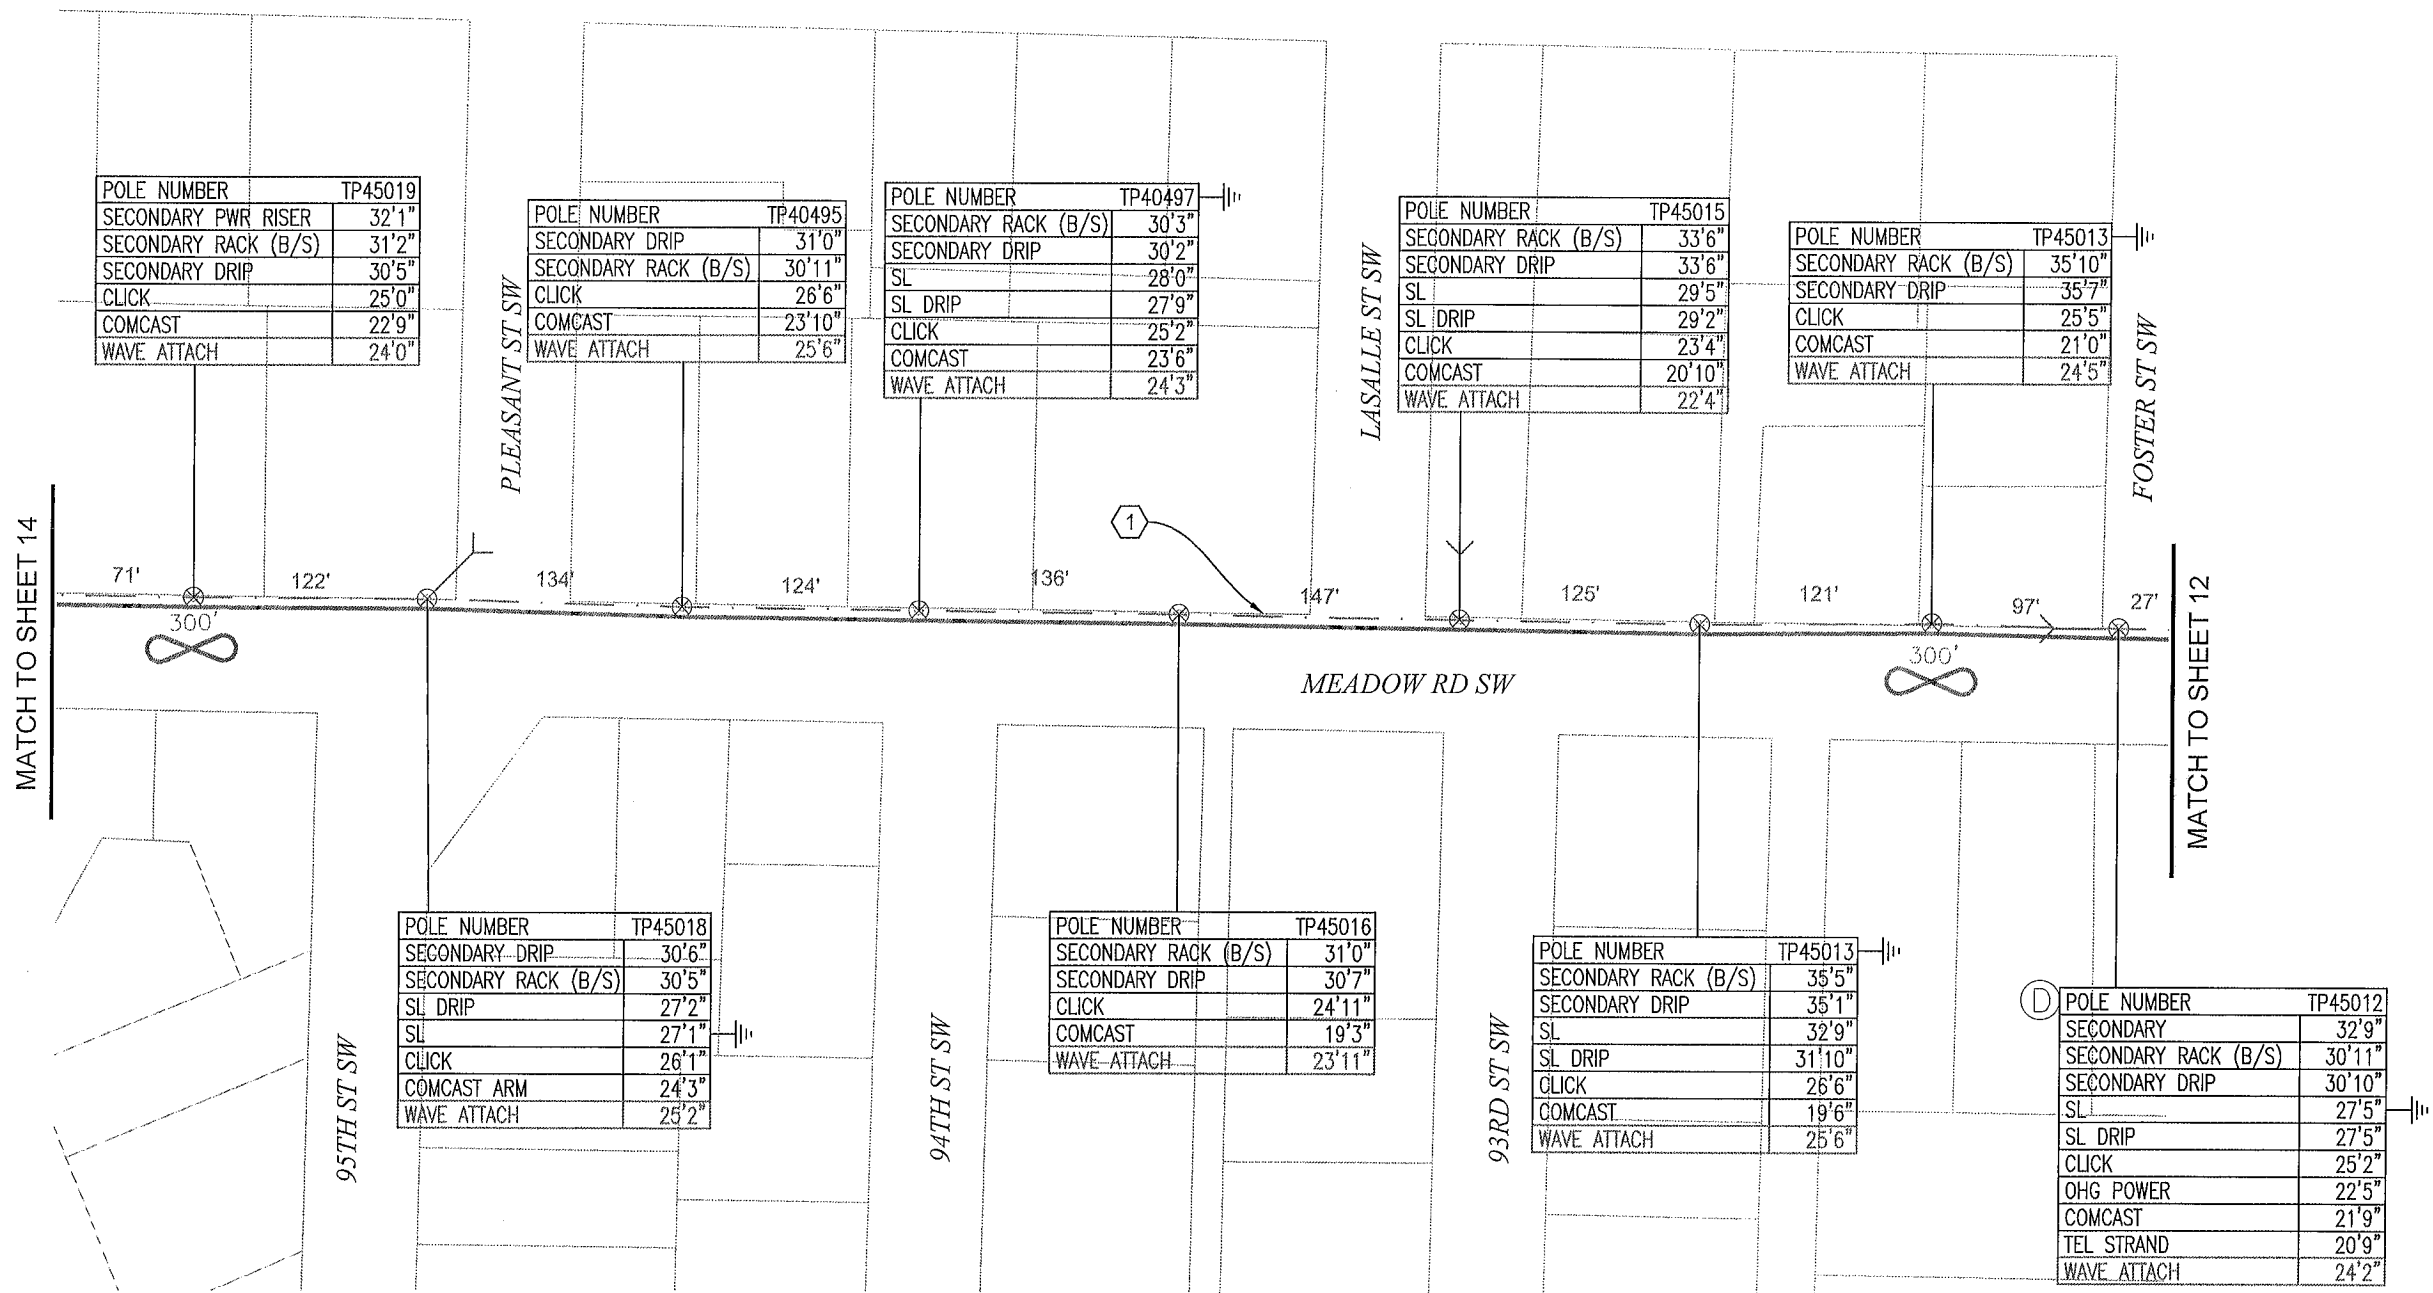 POLE NUMBER TP45019
SECONDARY PWR RISER 32'1"
SECONDARY RACK (B/S) 31'2"
SECONDARY DRIP 30'5"
CLICK 25'0"
COMCAST 22'9"
WAVE ATTACH 24'0"
POLE NUMBER TP40495
SECONDARY DRIP 31'0"
SECONDARY RACK (B/S) 30'11"
CLICK 26'6"
COMCAST 23'10"
WAVE ATTACH 25'6"
POLE NUMBER TP40497
SECONDARY RACK (B/S) 30'3"
SECONDARY DRIP 30'2"
SL 28'0"
SL DRIP 27'9"
CLICK 25'2"
COMCAST 23'6"
WAVE ATTACH 24'3"
POLE NUMBER TP45015
SECONDARY RACK (B/S) 33'6"
SECONDARY DRIP 33'6"
SL 29'5"
SL DRIP 29'2"
CLICK 23'4"
COMCAST 20'10"
WAVE ATTACH 22'4"
POLE NUMBER TP45013
SECONDARY RACK (B/S) 35'10"
SECONDARY DRIP 35'7"
CLICK 25'5"
COMCAST 21'0"
WAVE ATTACH 24'5"
PLEASANT ST SW
LASALLE ST SW
FOSTER ST SW
MATCH TO SHEET 14
1
71'
122'
134'
124'
136'
147'
125'
121'
97'
27'
300'
300'
MEADOW RD SW
MATCH TO SHEET 12
95TH ST SW
94TH ST SW
93RD ST SW
POLE NUMBER TP45018
SECONDARY DRIP 30'6"
SECONDARY RACK (B/S) 30'5"
SL DRIP 27'2"
SL 27'1"
CLICK 26'1"
COMCAST ARM 24'3"
WAVE ATTACH 25'2"
POLE NUMBER TP45016
SECONDARY RACK (B/S) 31'0"
SECONDARY DRIP 30'7"
CLICK 24'11"
COMCAST 19'3"
WAVE ATTACH 23'11"
POLE NUMBER TP45013
SECONDARY RACK (B/S) 35'5"
SECONDARY DRIP 35'1"
SL 32'9"
SL DRIP 31'10"
CLICK 26'6"
COMCAST 19'6"
WAVE ATTACH 25'6"
D
POLE NUMBER TP45012
SECONDARY 32'9"
SECONDARY RACK (B/S) 30'11"
SECONDARY DRIP 30'10"
SL 27'5"
SL DRIP 27'5"
CLICK 25'2"
OHG POWER 22'5"
COMCAST 21'9"
TEL STRAND 20'9"
WAVE ATTACH 24'2"